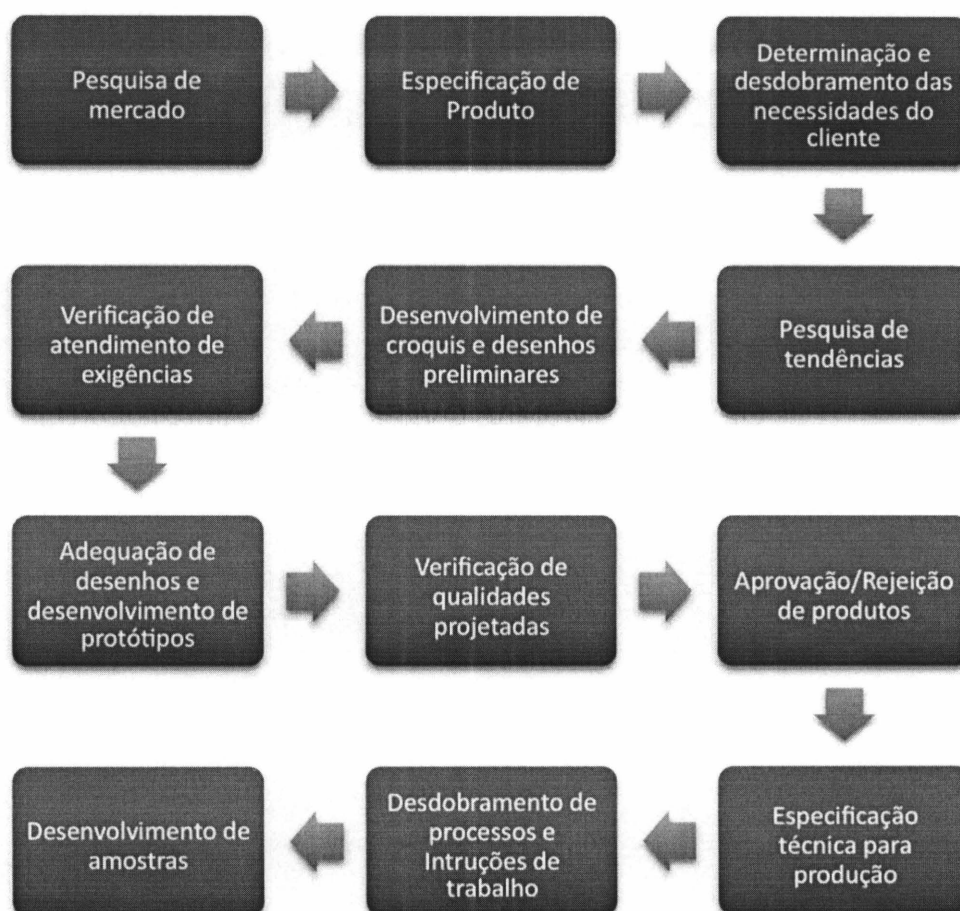 Pesquisa de
mercado
Especificação de
Produto
Determinação e
desdobramento das
necessidades do
cliente
Pesquisa de
tendências
Desenvolvimento de
croquis e desenhos
preliminares
Verificação de
atendimento de
exigências
Adequação de
desenhos e
desenvolvimento de
protótipos
Verificação de
qualidades
projetadas
Aprovação/Rejeição
de produtos
Especificação
técnica para
produção
Desdobramento de
processos e
Intruções de
trabalho
Desenvolvimento de
amostras